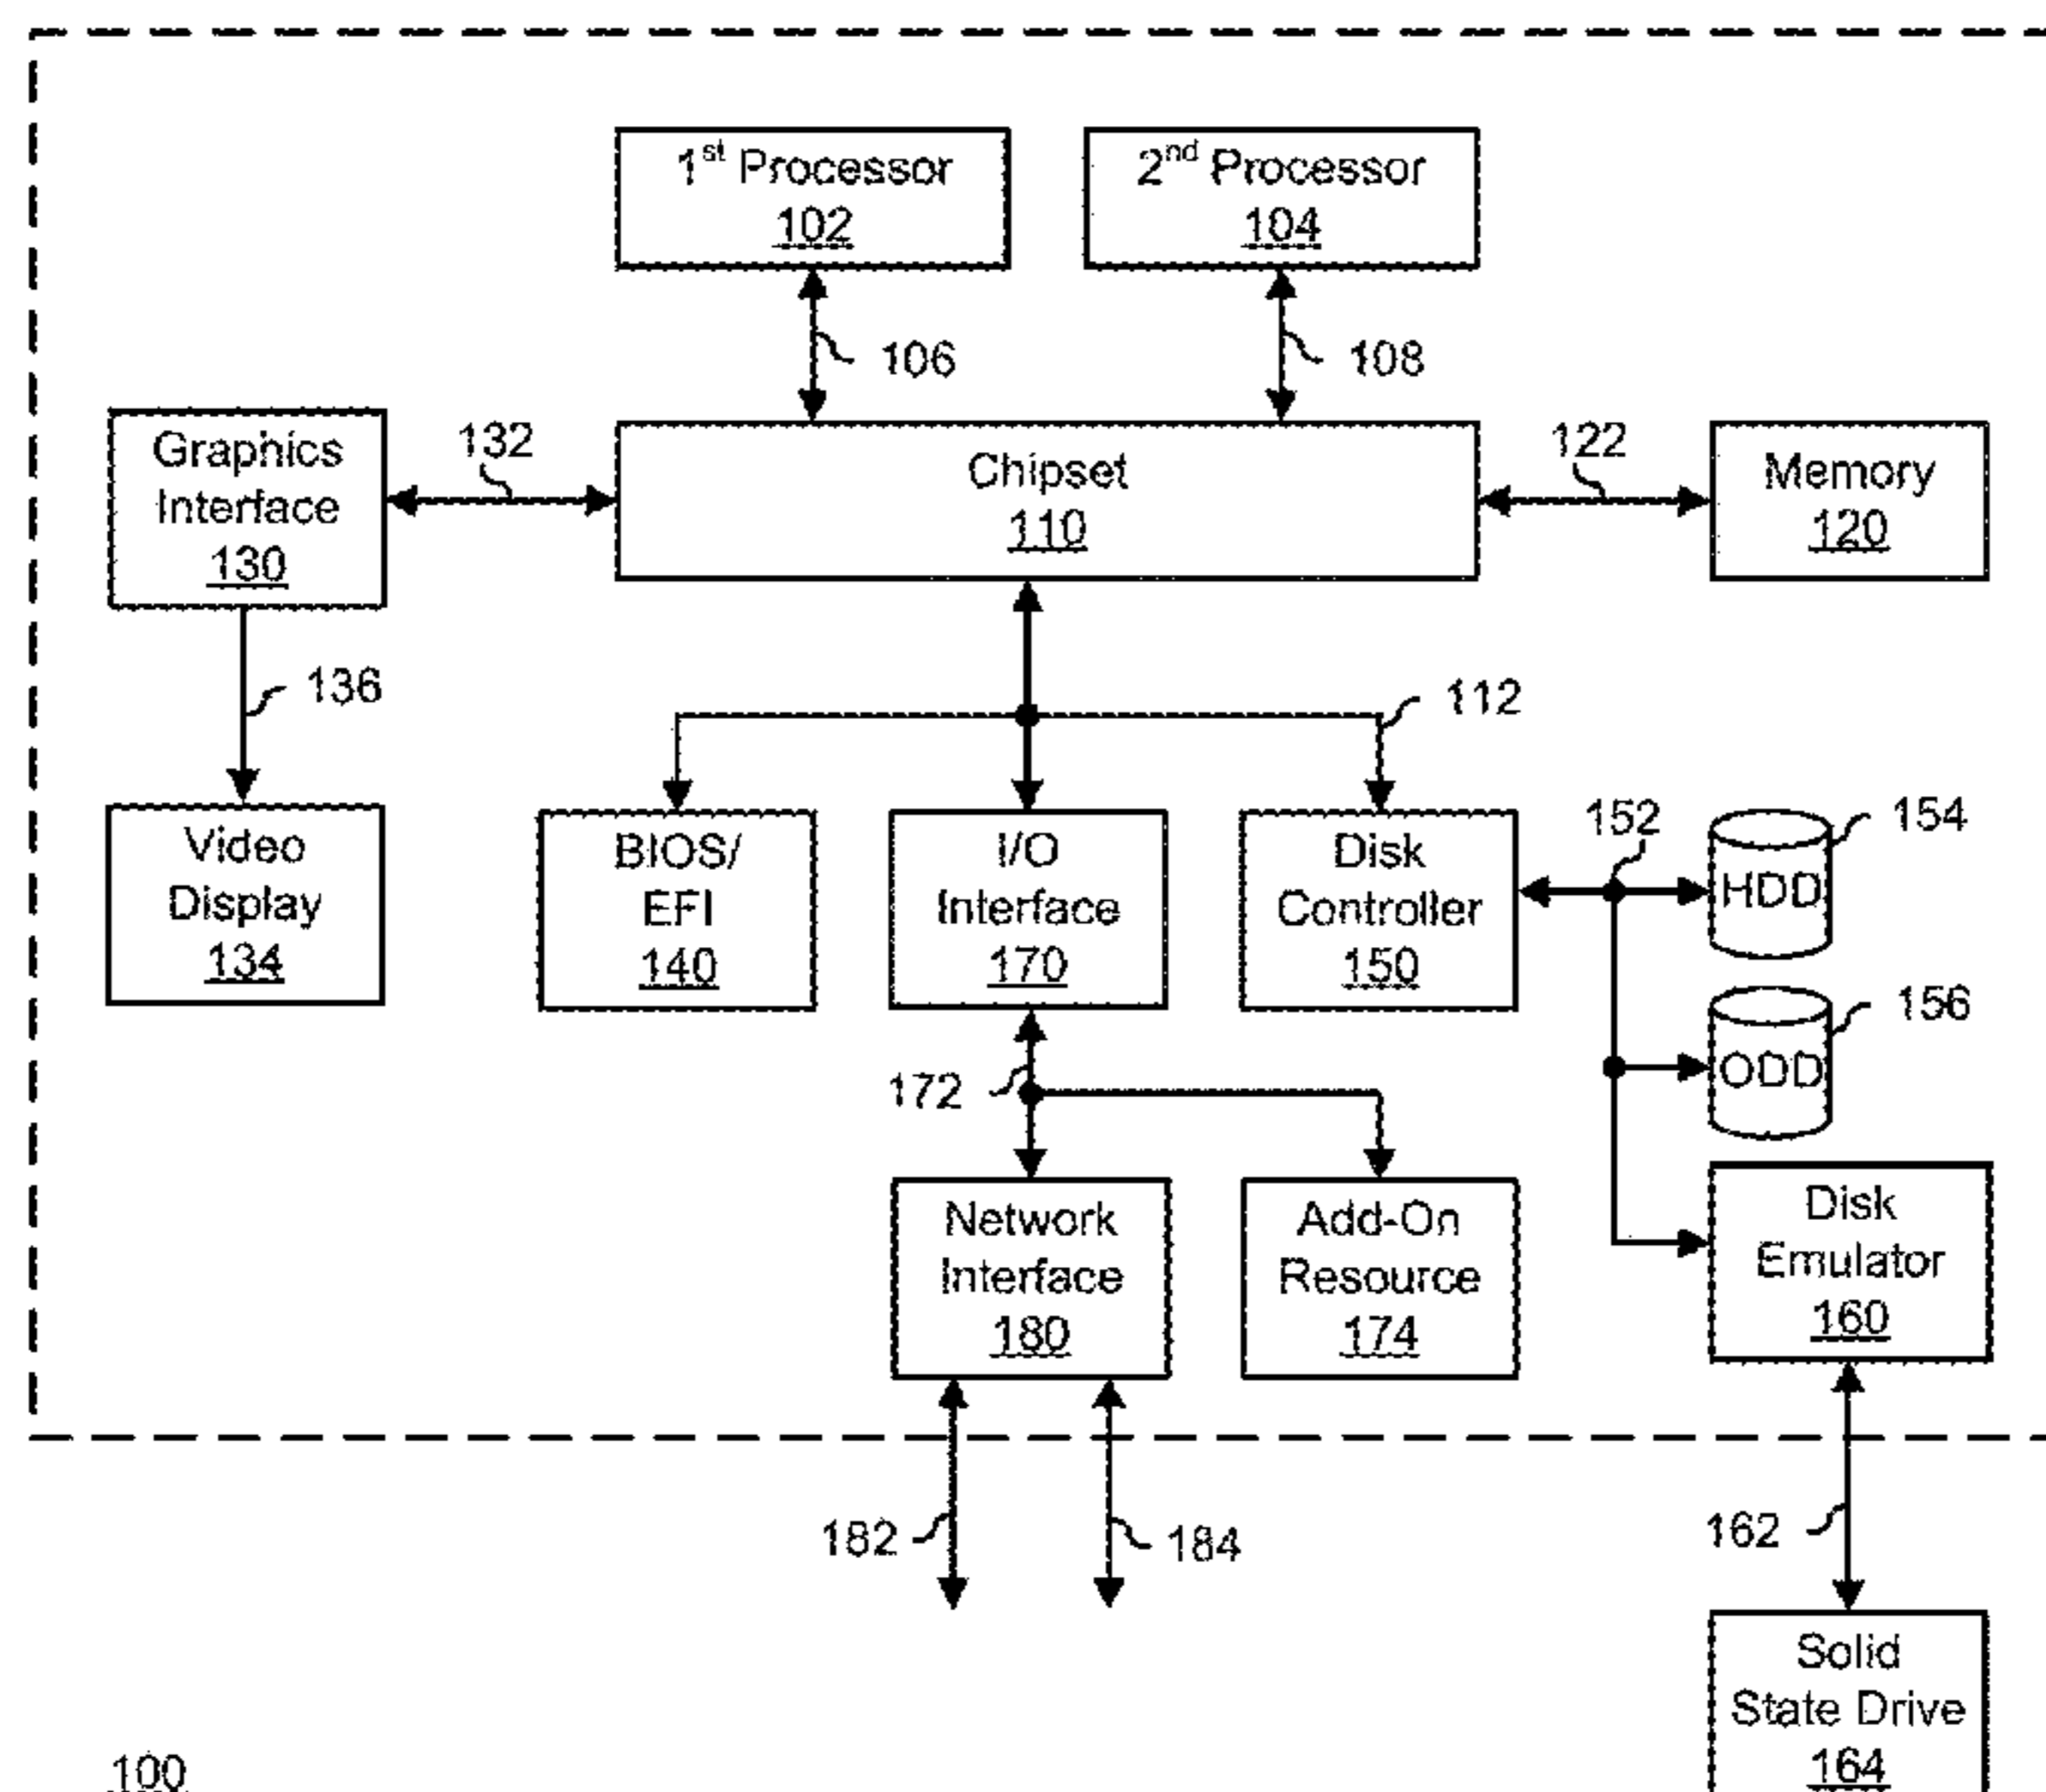 1st Processor
102
2nd Processor
104
106
108
Graphics
Interface
130
132
Chipset
110
122
Memory
120
136
112
Video
Display
134
BIOS/
EFI
140
I/O
Interface
170
Disk
Controller
150
152
154
HDD
156
ODD
172
Network
Interface
180
Add-On
Resource
174
Disk
Emulator
160
182
184
162
Solid
State Drive
164
100